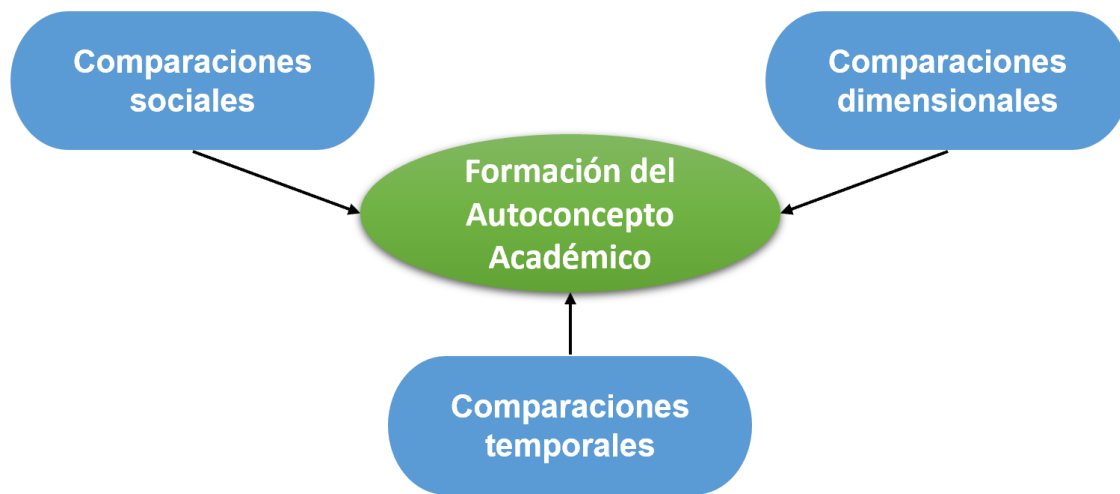 Comparaciones
sociales
Comparaciones
dimensionales
Formación del
Autoconcepto
Académico
Comparaciones
temporales